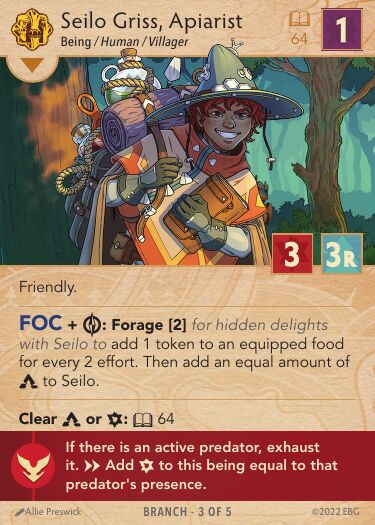 Seilo Griss, Apiarist
Being / Human / Villager
64
1
3
3R
Friendly.
FOC + : Forage [2] for hidden delights
with Seilo to add 1 token to an equipped food
for every 2 effort. Then add an equal amount of
to Seilo.
Clear or : 64
If there is an active predator, exhaust
it. Add to this being equal to that
predator's presence.
Allie Preswick
BRANCH - 3 OF 5
©2022 EBG